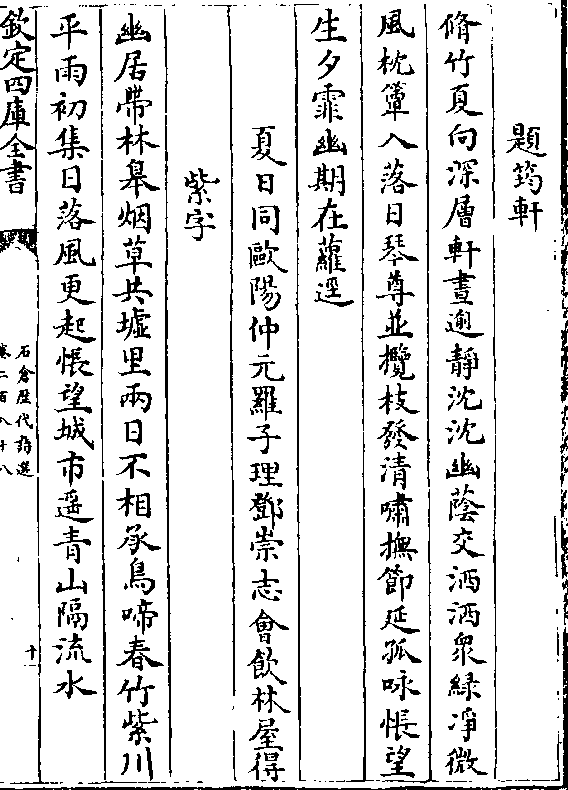 題筠軒
脩竹夏向深層軒晝逈靜沈沈幽蔭交洒洒衆緑凈微
風枕簟入落日琴尊並攬枝發清嘯撫節延孤咏悵望
生夕霏幽期在蘿逕
夏日同歐陽仲元羅子理鄧崇志會飲林屋得
紫字
幽居帶林皋烟草共墟里兩日不相承鳥啼春竹紫川
平雨初集日落風更起悵望城市遥青山隔流水
欽定四庫全書
石倉歴代詩選
卷二百八十八
十一